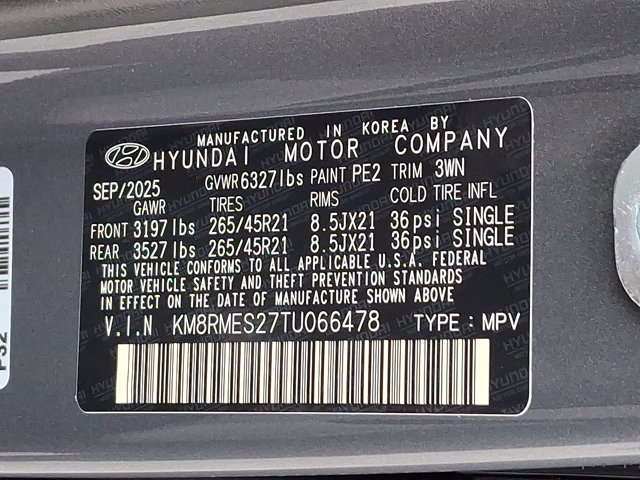 MANUFACTURED IN KOREA BY
HYUNDAI MOTOR COMPANY
SEP/2025 GVWR 6327lbs PAINT PE2 TRIM 3WN
GAWR TIRES RIMS COLD TIRE INFL
FRONT 3197lbs 265/45R21 8.5JX21 36psi SINGLE
REAR 3527lbs 265/45R21 8.5JX21 36psi SINGLE
THIS VEHICLE CONFORMS TO ALL APPLICABLE U.S.A. FEDERAL
MOTOR VEHICLE SAFETY AND THEFT PREVENTION STANDARDS
IN EFFECT ON THE DATE OF MANUFACTURE SHOWN ABOVE.
V.I.N KM8RMES27TU066478 TYPE : MPV
P32